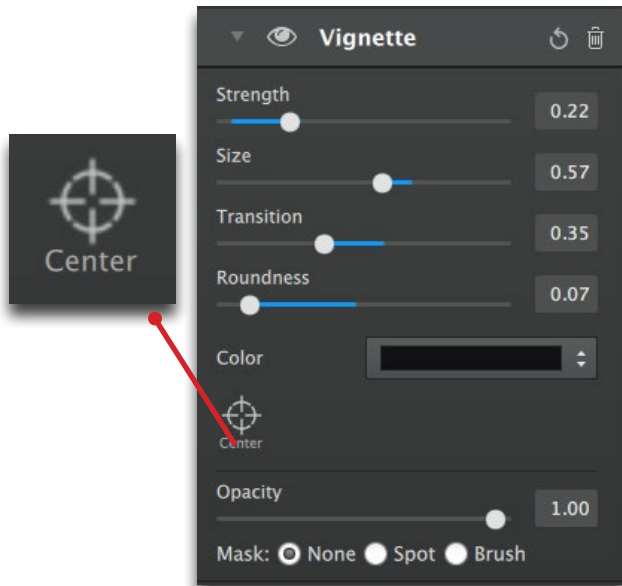 Center
Vignette
Strength
0.22
Size
0.57
Transition
0.35
Roundness
0.07
Color
Center
Opacity
1.00
Mask: None Spot Brush